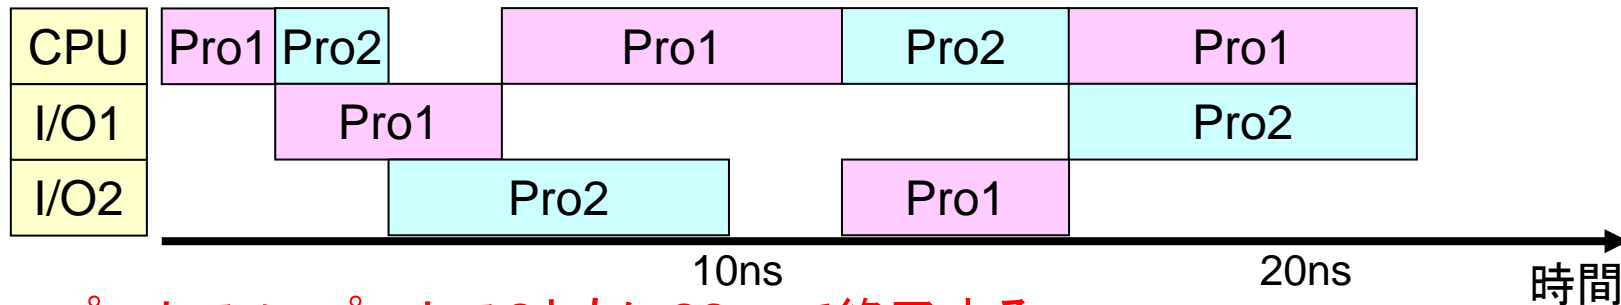 CPU Pro1 Pro2 Pro1 Pro2 Pro1
I/O1 Pro1 Pro2
I/O2 Pro2 Pro1
10ns 20ns 時間